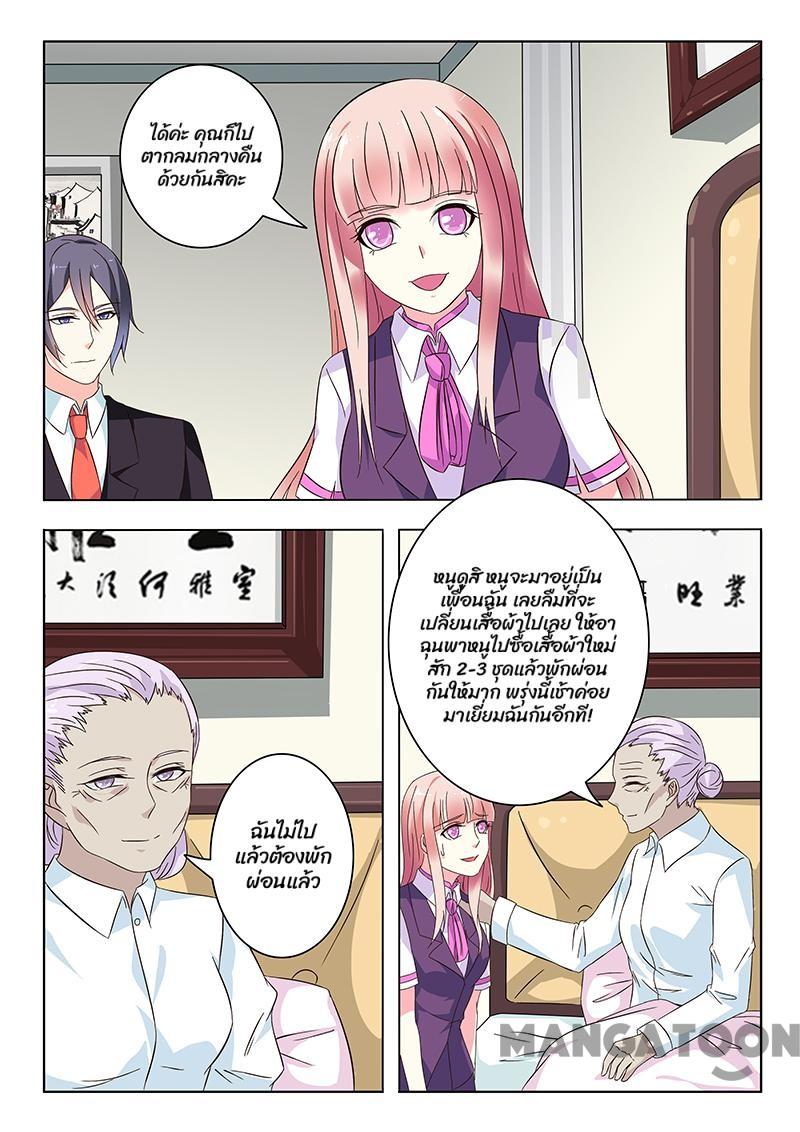 ได้ค่ะ คุณก็ไป
ตากลมกลางคืน
ด้วยกันสิคะ
大 濱 何 雅 室
ฉันไม่ไป
แล้วต้องพัก
ผ่อนแล้ว
旺 業
หนูดูสิ หนูจะมาอยู่เป็น
เพื่อนฉัน เลยลืมที่จะ
เปลี่ยนเสื้อผ้าไปเลย ให้อา
ฉุนพาหนูไปซื้อเสื้อผ้าใหม่
สัก 2-3 ชุดแล้วพักผ่อน
กันให้มาก พรุ่งนี้เช้าค่อย
มาเยี่ยมฉันกันอีกที!
MANGATOON